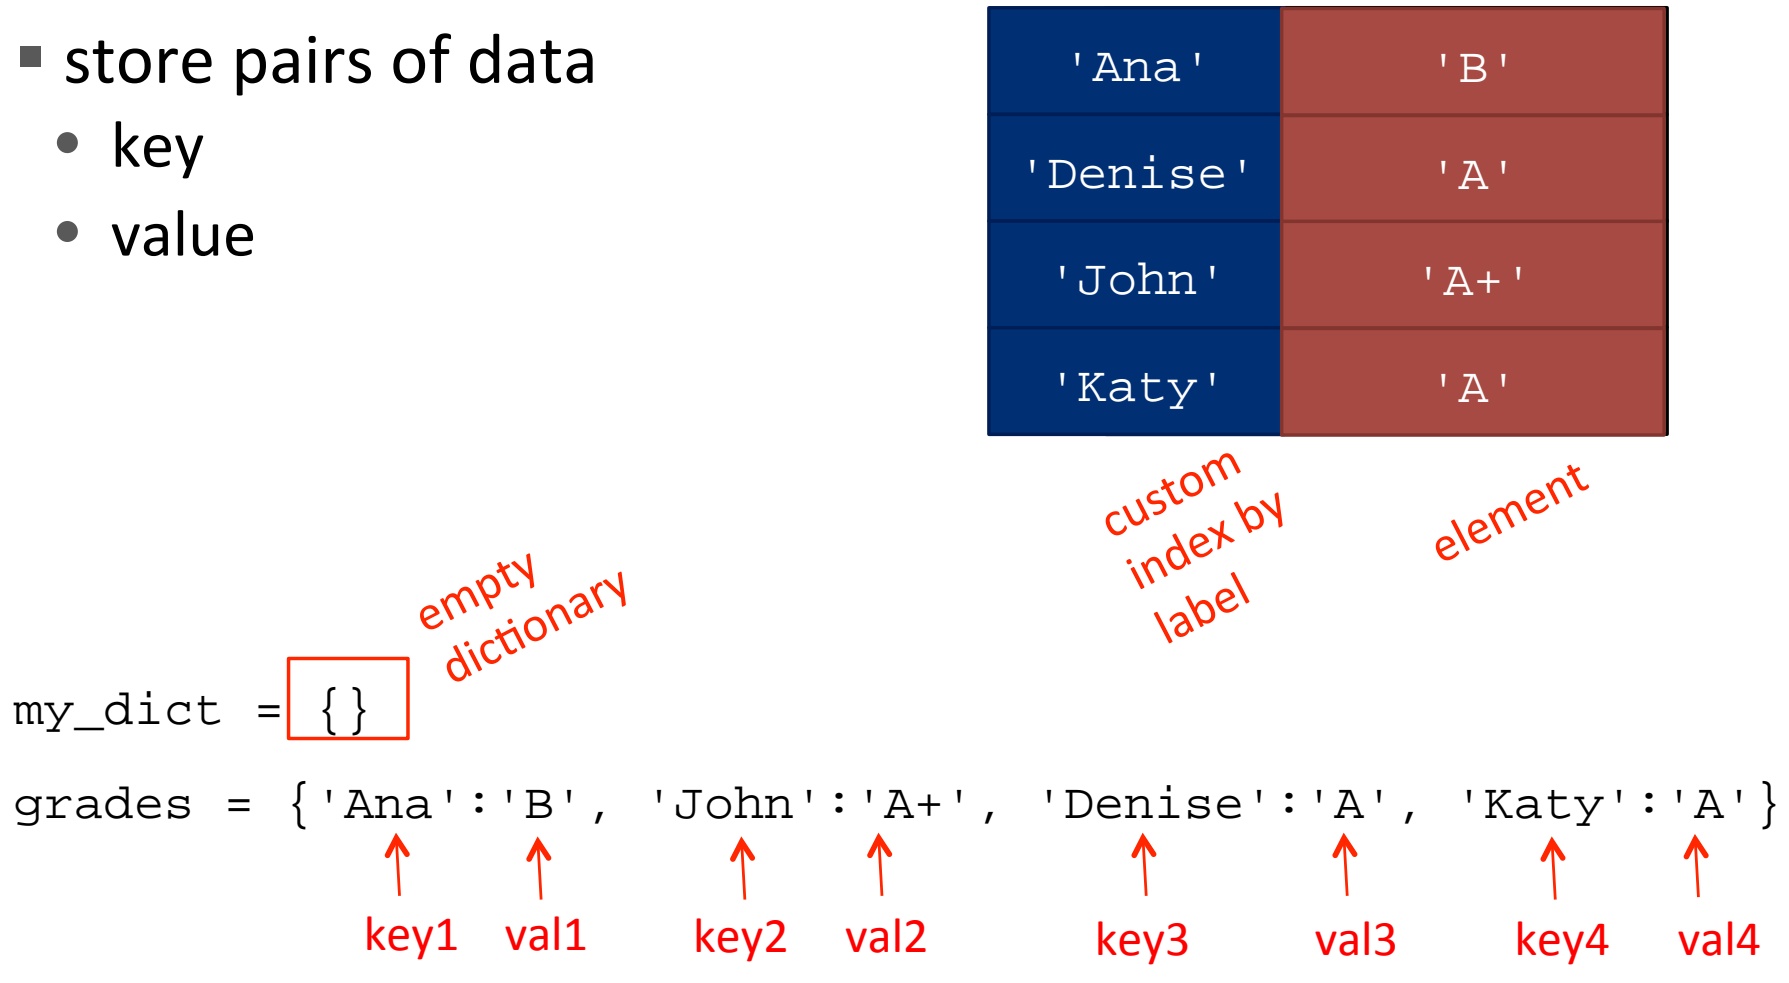 ▪ store pairs of data
• key
• value
'Ana' 'B'
'Denise' 'A'
'John' 'A+'
'Katy' 'A'
custom
index by
label
element
empty
dictionary
my_dict = {}
grades = {'Ana':'B', 'John':'A+', 'Denise':'A', 'Katy':'A'}
key1 val1 key2 val2 key3 val3 key4 val4